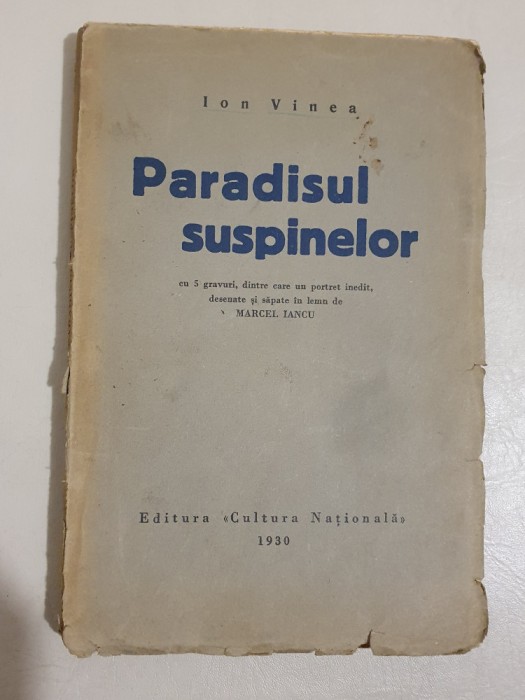 Ion Vinea
Paradisul
suspinelor
cu 5 gravuri, dintre care un portret inedit,
desenate și săpate în lemn de
MARCEL IANCU
Editura «Cultura Națională»
1930